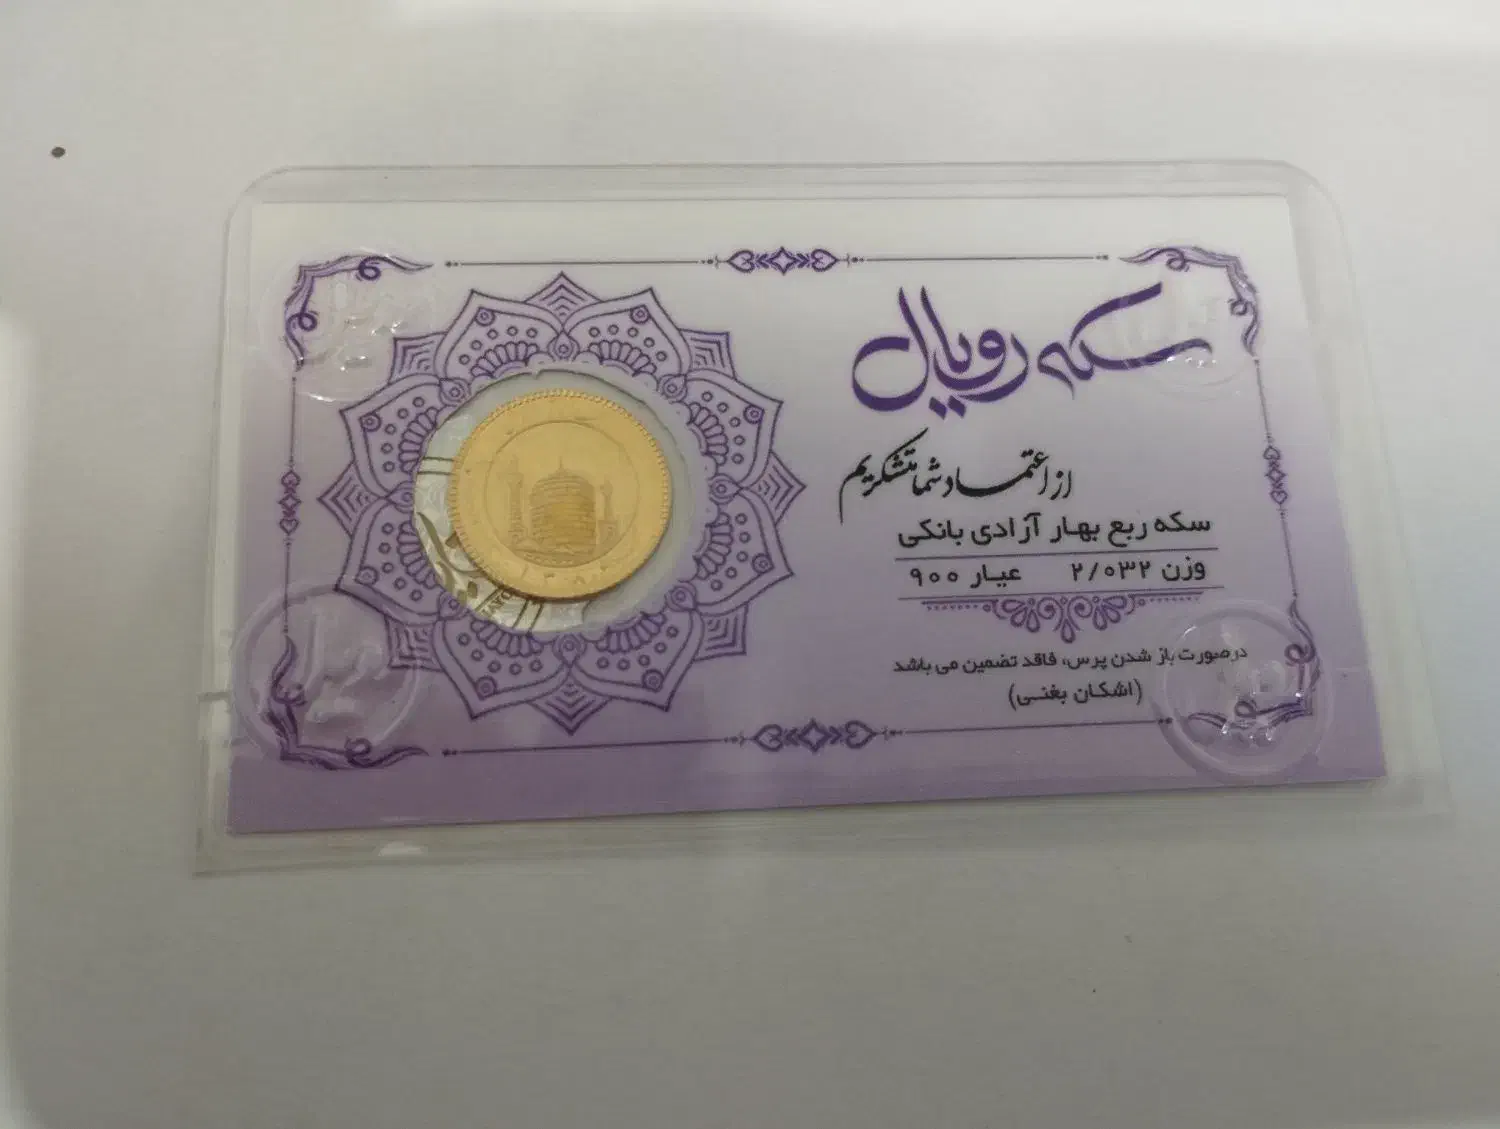 سکه رویال
از اعتماد شما متشکریم
سکه ربع بهار آزادی بانکی
وزن ۲/۰۳۲ عیار ۹۰۰
درصورت باز شدن پرس، فاقد تضمین می باشد
(اشکان بغنی)